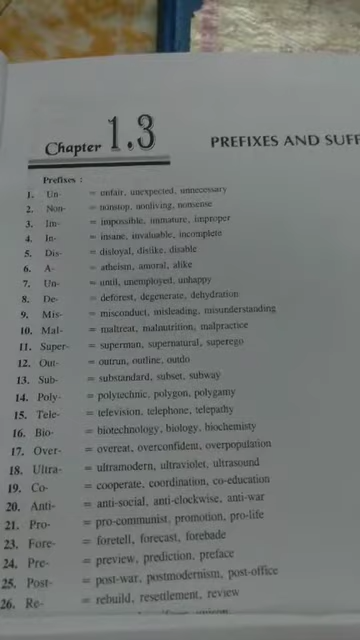 Chapter 1.3
PREFIXES AND SUFF
Prefixes :
1. Un- = unfair, unexpected, unnecessary
2. Non- = nonstop, nonliving, nonsense
3. Im- = impossible, immature, improper
4. In- = insane, invaluable, incomplete
5. Dis- = disloyal, dislike, disable
6. A- = atheism, amoral, alike
7. Un- = until, unemployed, unhappy
8. De- = deforest, degenerate, dehydration
9. Mis- = misconduct, misleading, misunderstanding
10. Mal- = maltreat, malnutrition, malpractice
11. Super- = superman, supernatural, superego
12. Out- = outrun, outline, outdo
13. Sub- = substandard, subset, subway
14. Poly- = polytechnic, polygon, polygamy
15. Tele- = television, telephone, telepathy
16. Bio- = biotechnology, biology, biochemisty
17. Over- = overeat, overconfident, overpopulation
18. Ultra- = ultramodern, ultraviolet, ultrasound
19. Co- = cooperate, coordination, co-education
20. Anti- = anti-social, anti-clockwise, anti-war
21. Pro- = pro-communist, promotion, pro-life
23. Fore- = foretell, forecast, forebade
24. Pre- = preview, prediction, preface
25. Post- = post-war, postmodernism, post-office
26. Re- = rebuild, resettlement, review